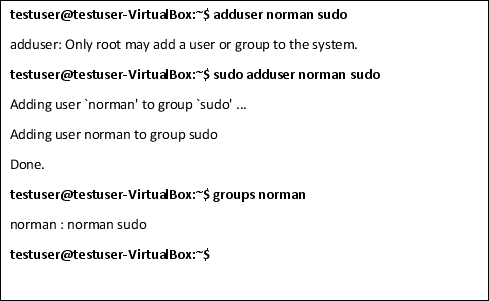 testuser@testuser-VirtualBox:~$ adduser norman sudo
adduser: Only root may add a user or group to the system.
testuser@testuser-VirtualBox:~$ sudo adduser norman sudo
Adding user `norman' to group `sudo' ...
Adding user norman to group sudo
Done.
testuser@testuser-VirtualBox:~$ groups norman
norman : norman sudo
testuser@testuser-VirtualBox:~$